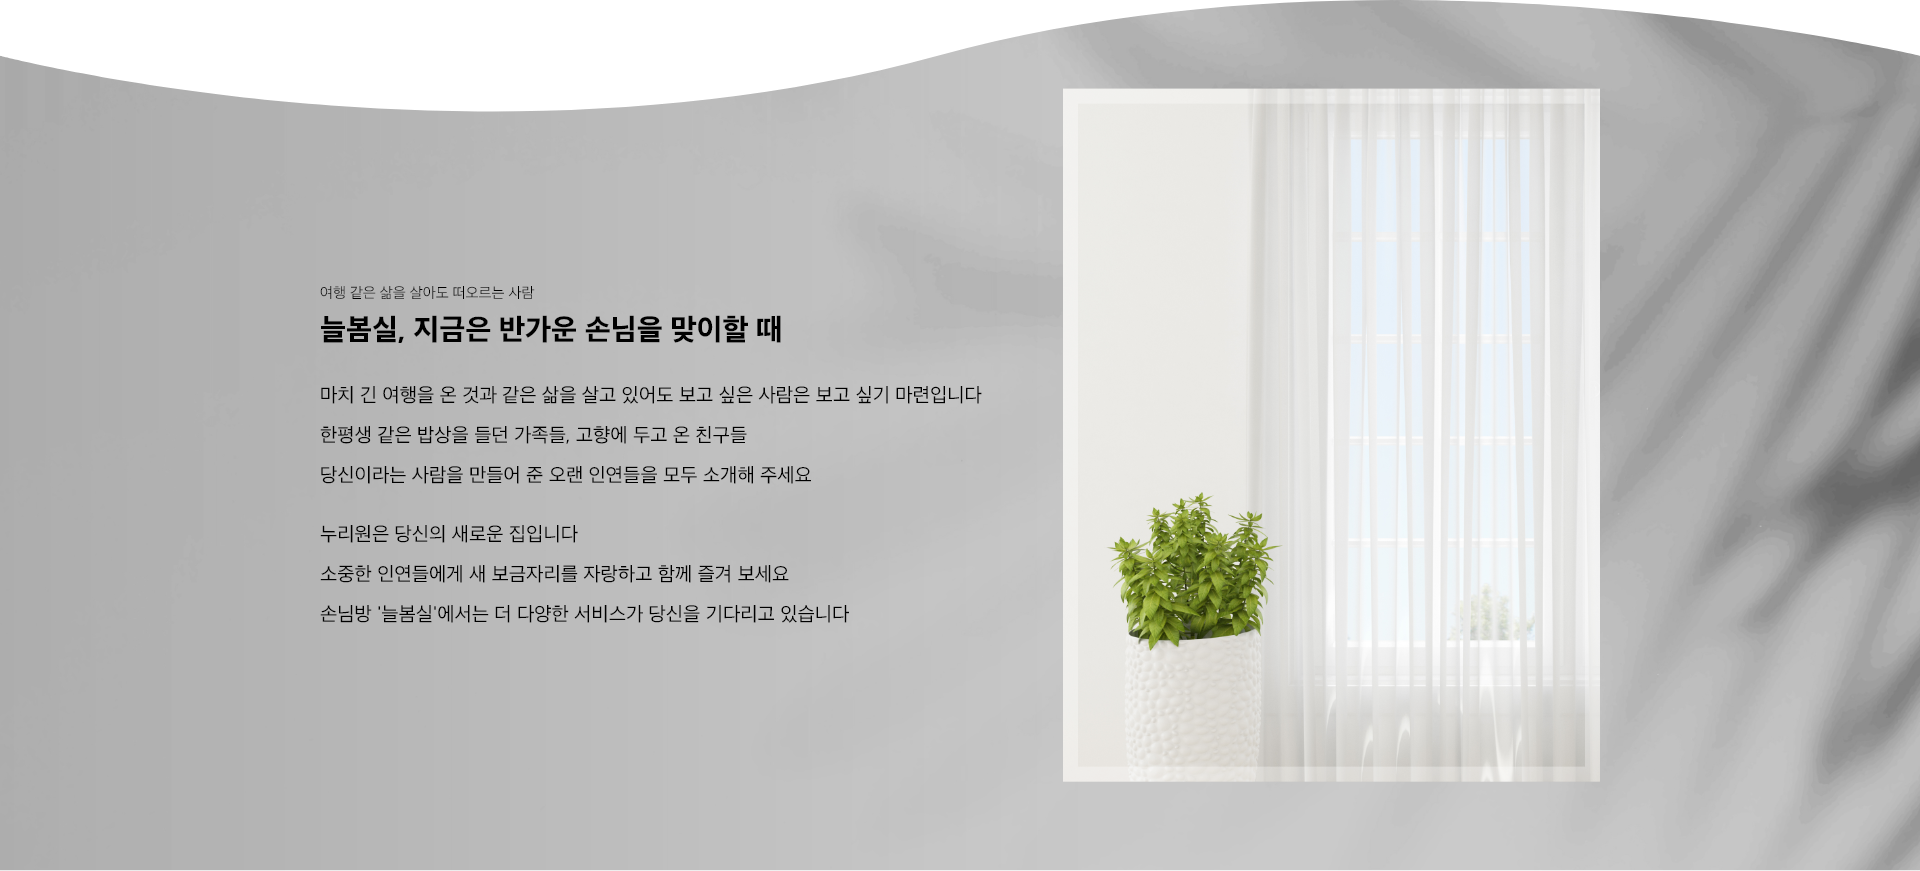 여행 같은 삶을 살아도 떠오르는 사람
늘봄실, 지금은 반가운 손님을 맞이할 때
마치 긴 여행을 온 것과 같은 삶을 살고 있어도 보고 싶은 사람은 보고 싶기 마련입니다
한평생 같은 밥상을 들던 가족들, 고향에 두고 온 친구들
당신이라는 사람을 만들어 준 오랜 인연들을 모두 소개해 주세요
누리원은 당신의 새로운 집입니다
소중한 인연들에게 새 보금자리를 자랑하고 함께 즐겨 보세요
손님방 '늘봄실'에서는 더 다양한 서비스가 당신을 기다리고 있습니다